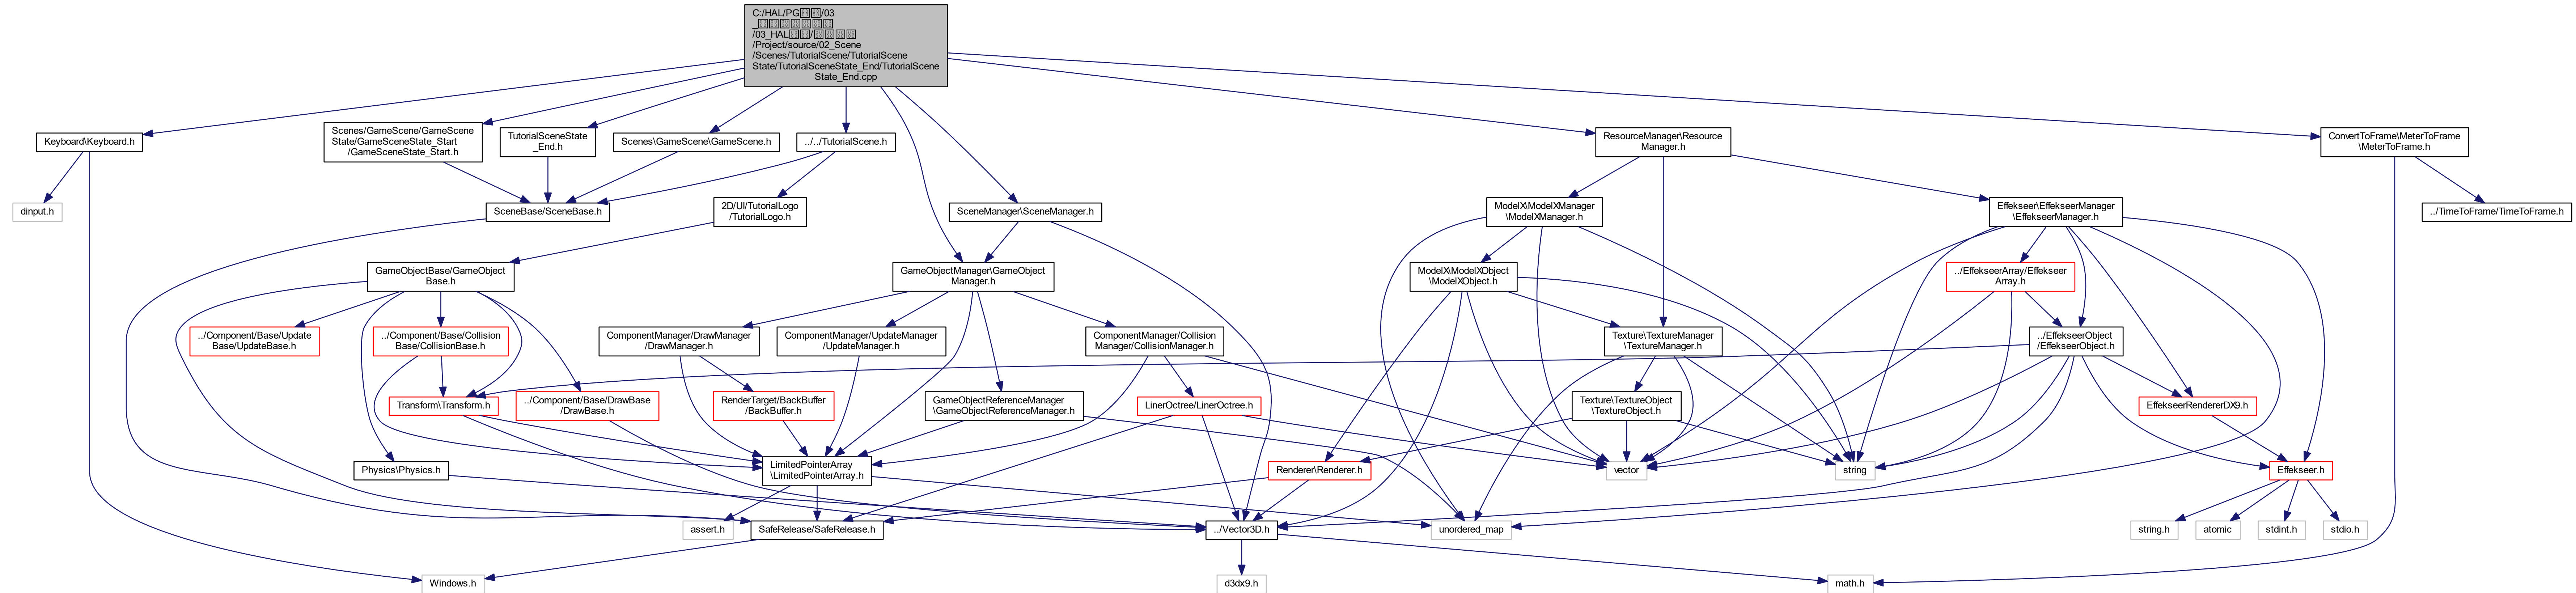 C:/HAL/PG/03
_
/03_HAL/
/Project/source/02_Scene
/Scenes/TutorialScene/TutorialScene
State/TutorialSceneState_End/TutorialScene
State_End.cpp
Keyboard\Keyboard.h
Scenes/GameScene/GameScene
State/GameSceneState_Start
/GameSceneState_Start.h
TutorialSceneState
_End.h
Scenes\GameScene\GameScene.h
../../TutorialScene.h
ResourceManager\Resource
Manager.h
ConvertToFrame\MeterToFrame
\MeterToFrame.h
dinput.h
SceneBase/SceneBase.h
2D/UI/TutorialLogo
/TutorialLogo.h
SceneManager\SceneManager.h
ModelX\ModelXManager
\ModelXManager.h
Effekseer\EffekseerManager
\EffekseerManager.h
../TimeToFrame/TimeToFrame.h
GameObjectBase/GameObject
Base.h
GameObjectManager\GameObject
Manager.h
ModelX\ModelXObject
\ModelXObject.h
../EffekseerArray/Effekseer
Array.h
../Component/Base/Update
Base/UpdateBase.h
../Component/Base/Collision
Base/CollisionBase.h
ComponentManager/DrawManager
/DrawManager.h
ComponentManager/UpdateManager
/UpdateManager.h
ComponentManager/Collision
Manager/CollisionManager.h
Texture\TextureManager
\TextureManager.h
../EffekseerObject
/EffekseerObject.h
Transform\Transform.h
../Component/Base/DrawBase
/DrawBase.h
RenderTarget/BackBuffer
/BackBuffer.h
GameObjectReferenceManager
\GameObjectReferenceManager.h
LinerOctree/LinerOctree.h
Texture\TextureObject
\TextureObject.h
EffekseerRendererDX9.h
Physics\Physics.h
LimitedPointerArray
\LimitedPointerArray.h
Renderer\Renderer.h
vector
string
Effekseer.h
assert.h
SafeRelease/SafeRelease.h
../Vector3D.h
unordered_map
string.h
atomic
stdint.h
stdio.h
Windows.h
d3dx9.h
math.h